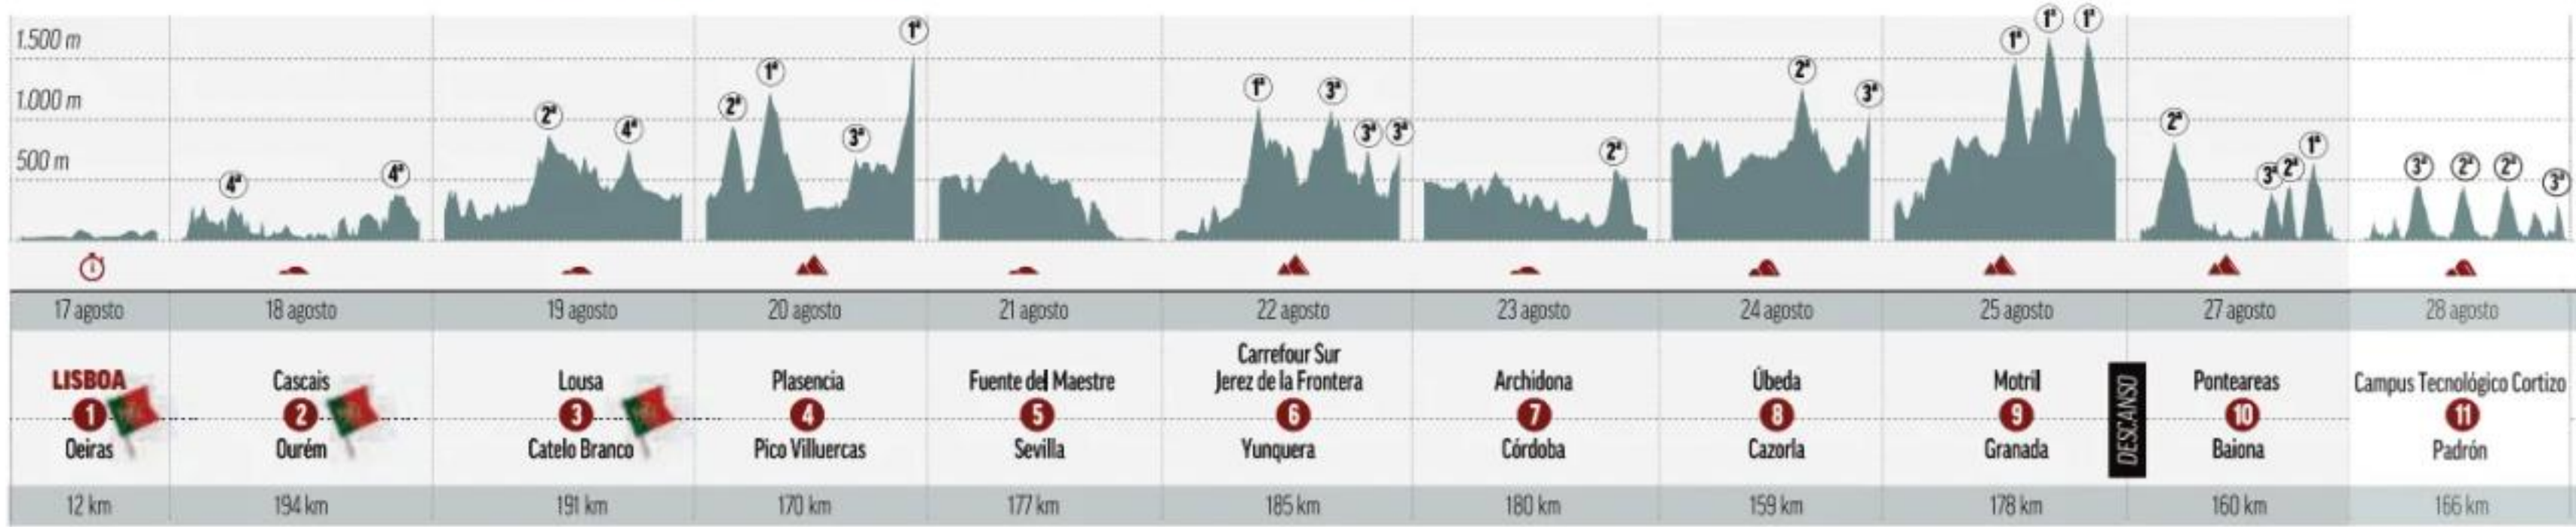 1.500 m
1.000 m
500 m
4ª 4ª
2ª 4ª
2ª 1ª 3ª 1ª
1ª 3ª 3ª 3ª
2ª
2ª 3ª
1ª 1ª 1ª
2ª 3ª 2ª 1ª
3ª 2ª 2ª 3ª
17 agosto 18 agosto 19 agosto 20 agosto 21 agosto 22 agosto 23 agosto 24 agosto 25 agosto 27 agosto 28 agosto
LISBOA
1
Oeiras
12 km
Cascais
2
Ourém
194 km
Lousa
3
Catelo Branco
191 km
Plasencia
4
Pico Villuercas
170 km
Fuente del Maestre
5
Sevilla
177 km
Carrefour Sur
Jerez de la Frontera
6
Yunquera
185 km
Archidona
7
Córdoba
180 km
Úbeda
8
Cazorla
159 km
Motril
9
Granada
178 km
DESCANSO
Ponteareas
10
Baiona
160 km
Campus Tecnológico Cortizo
11
Padrón
166 km